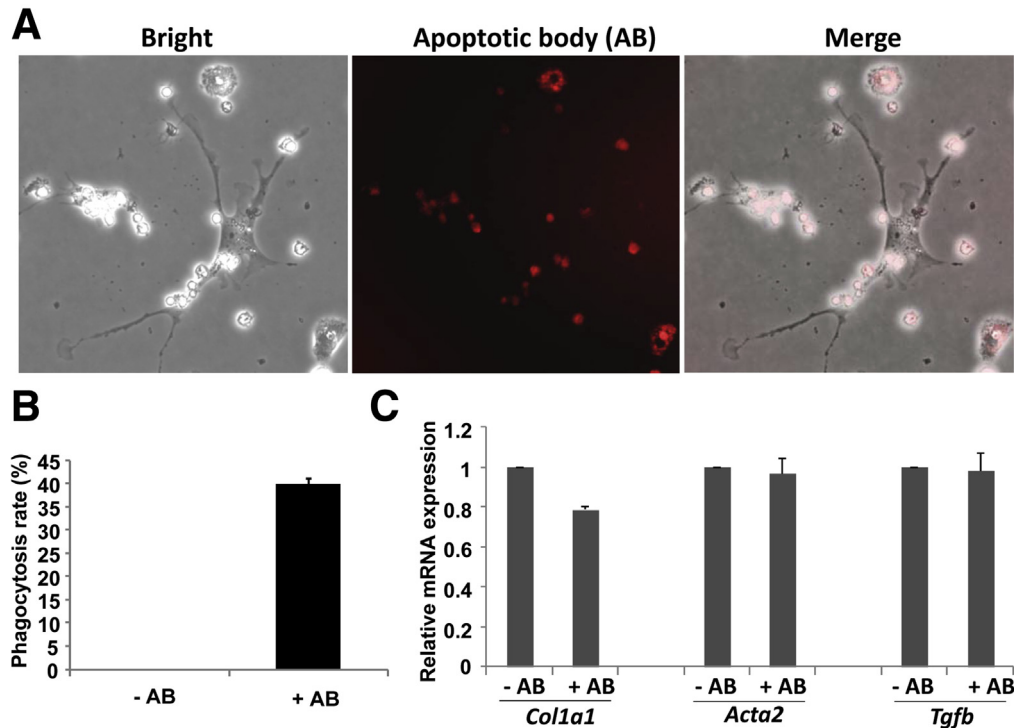 A
Bright
Apoptotic body (AB)
Merge
B
Phagocytosis rate (%)
45
40
35
30
25
20
15
10
5
0
- AB
+ AB
C
Relative mRNA expression
1.2
1
0.8
0.6
0.4
0.2
0
- AB + AB - AB + AB - AB + AB
Col1a1 Acta2 Tgfb